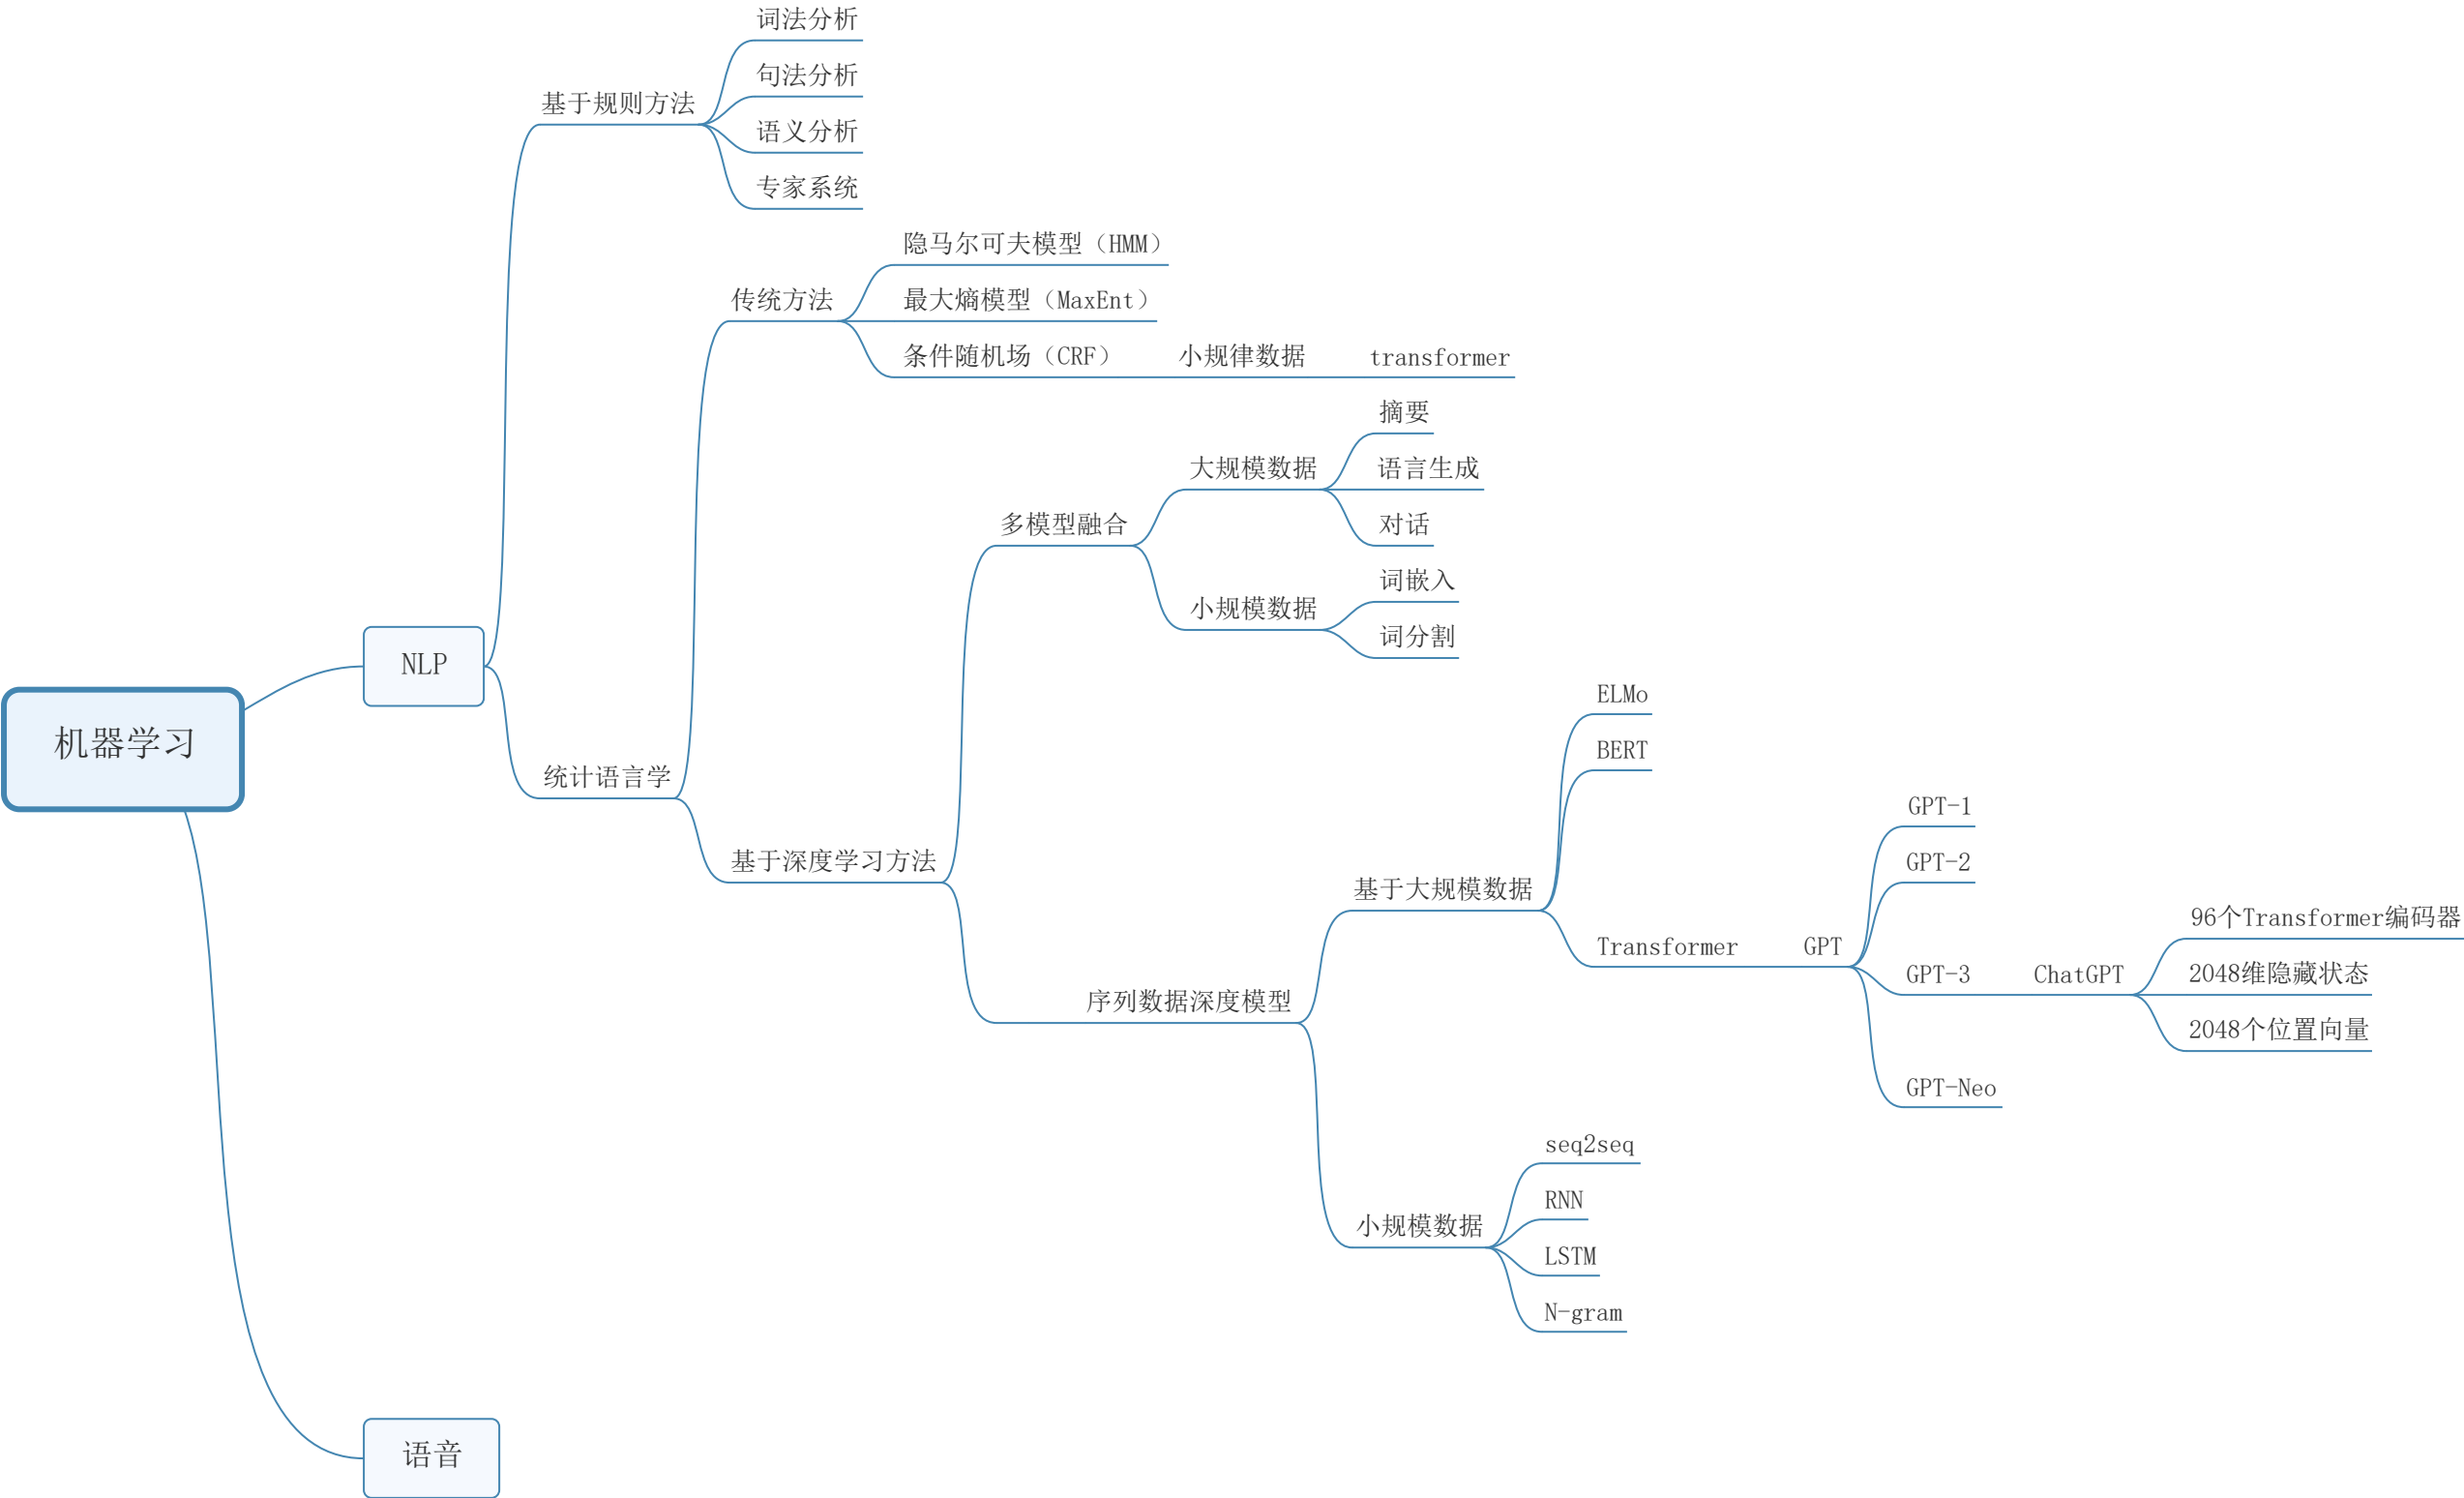 词法分析
句法分析
基于规则方法
语义分析
专家系统
隐马尔可夫模型（HMM）
传统方法
最大熵模型（MaxEnt）
条件随机场（CRF）
小规律数据
transformer
摘要
大规模数据
语言生成
多模型融合
对话
词嵌入
小规模数据
词分割
NLP
ELMo
机器学习
BERT
统计语言学
GPT-1
基于深度学习方法
GPT-2
基于大规模数据
96个Transformer编码器
Transformer
GPT
GPT-3
ChatGPT
2048维隐藏状态
序列数据深度模型
2048个位置向量
GPT-Neo
seq2seq
RNN
小规模数据
LSTM
N-gram
语音